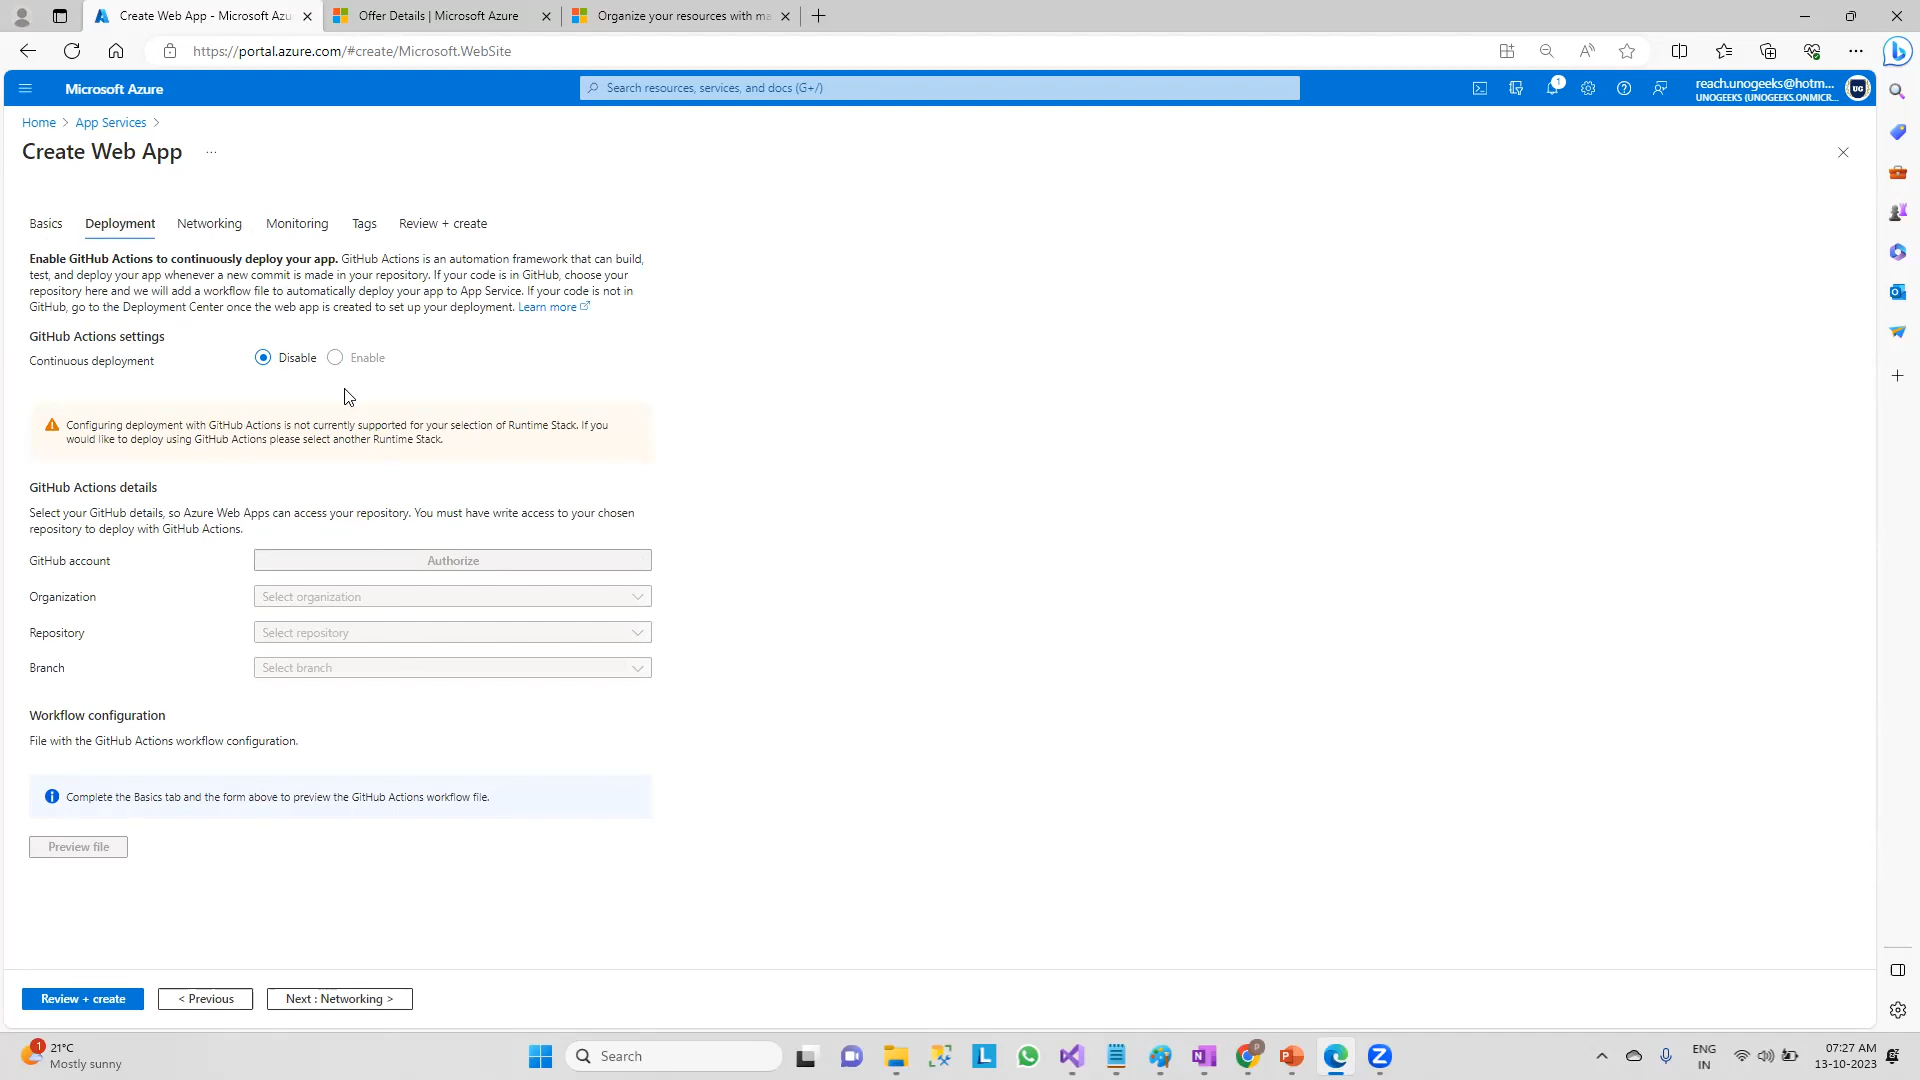 Create Web App - Microsoft Azu
Offer Details | Microsoft Azure
Organize your resources with ma
https://portal.azure.com/#create/Microsoft.WebSite
Microsoft Azure
Search resources, services, and docs (G+/)
1
reach.unogeeks@hotm...
UNOGEEKS (UNOGEEKS.ONMICR...
UG
Home > App Services >
Create Web App ...
Basics
Deployment
Networking
Monitoring
Tags
Review + create
Enable GitHub Actions to continuously deploy your app. GitHub Actions is an automation framework that can build,
test, and deploy your app whenever a new commit is made in your repository. If your code is in GitHub, choose your
repository here and we will add a workflow file to automatically deploy your app to App Service. If your code is not in
GitHub, go to the Deployment Center once the web app is created to set up your deployment. Learn more
GitHub Actions settings
Continuous deployment
Disable
Enable
Configuring deployment with GitHub Actions is not currently supported for your selection of Runtime Stack. If you
would like to deploy using GitHub Actions please select another Runtime Stack.
GitHub Actions details
Select your GitHub details, so Azure Web Apps can access your repository. You must have write access to your chosen
repository to deploy with GitHub Actions.
GitHub account
Authorize
Organization
Select organization
Repository
Select repository
Branch
Select branch
Workflow configuration
File with the GitHub Actions workflow configuration.
Complete the Basics tab and the form above to preview the GitHub Actions workflow file.
Preview file
Review + create
< Previous
Next : Networking >
1
21°C
Mostly sunny
Search
L
P
Z
ENG
IN
07:27 AM
13-10-2023